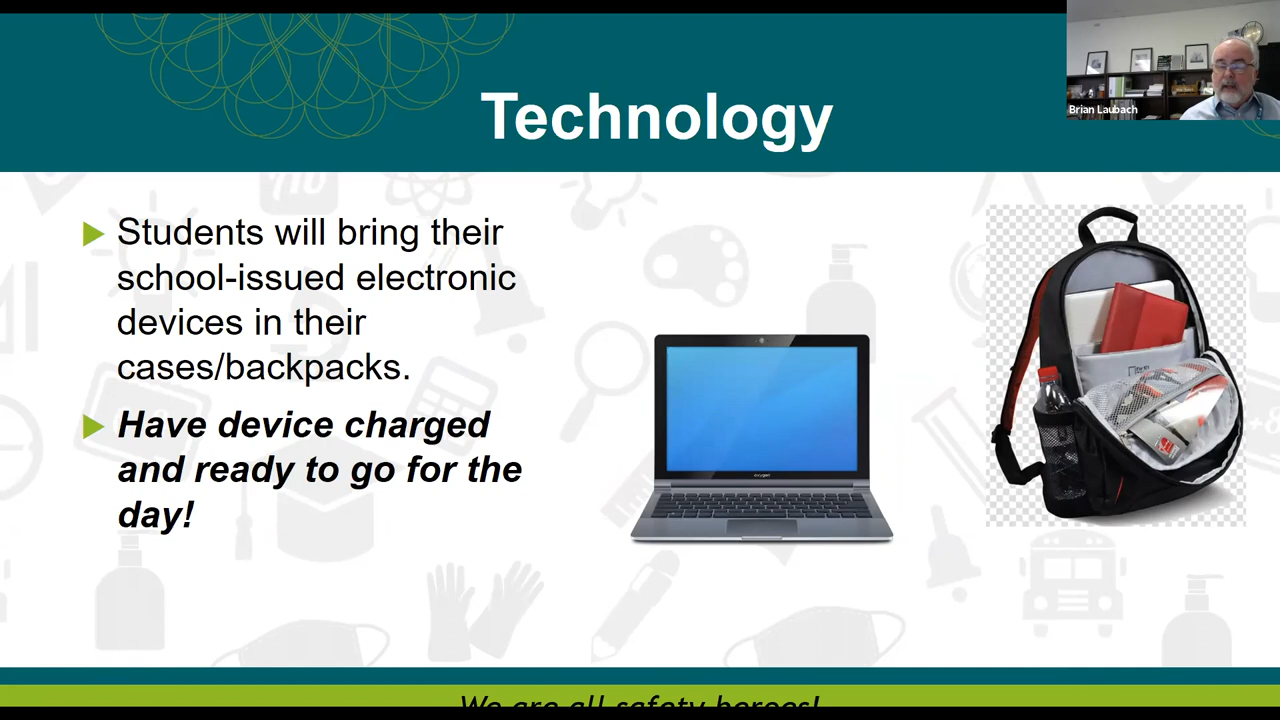 Technology
Brian Laubach
Students will bring their
school-issued electronic
devices in their
cases/backpacks.
Have device charged
and ready to go for the
day!
We are all safety heroes!